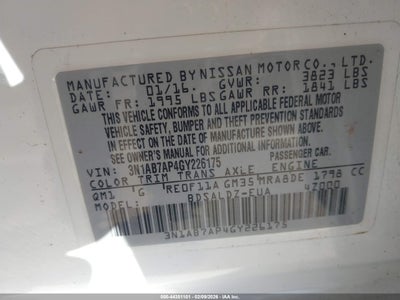 MANUFACTURED BY NISSAN MOTOR CO., LTD.
DATE: 01/16. GVWR: 3823 LBS
GAWR FR: 1995 LBS GAWR RR: 1841 LBS
THIS VEHICLE CONFORMS TO ALL APPLICABLE FEDERAL MOTOR
VEHICLE SAFETY, BUMPER, AND THEFT PREVENTION STANDARDS
IN EFFECT ON THE DATE OF MANUFACTURE SHOWN ABOVE.
SEE OWNER'S MANUAL FOR ADDITIONAL INFORMATION.
VIN: 3N1AB7AP4GY226175 PASSENGER CAR
COLOR TRIM TRANS AXLE ENGINE
QM1 G RE0F11A GM35 MRA8DE 1798 CC
BDSALDZ-EUA 4Z000
3N1AB7AP4GY226175